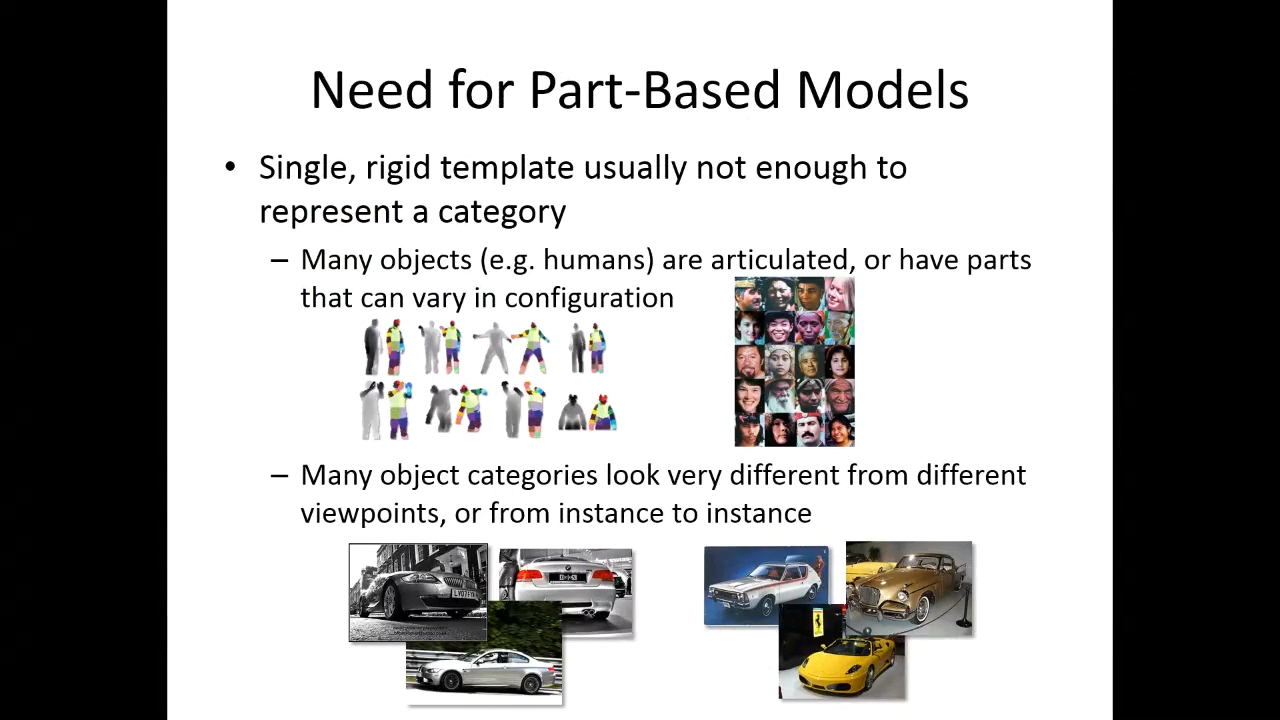 Need for Part-Based Models
• Single, rigid template usually not enough to
represent a category
– Many objects (e.g. humans) are articulated, or have parts
that can vary in configuration
– Many object categories look very different from different
viewpoints, or from instance to instance